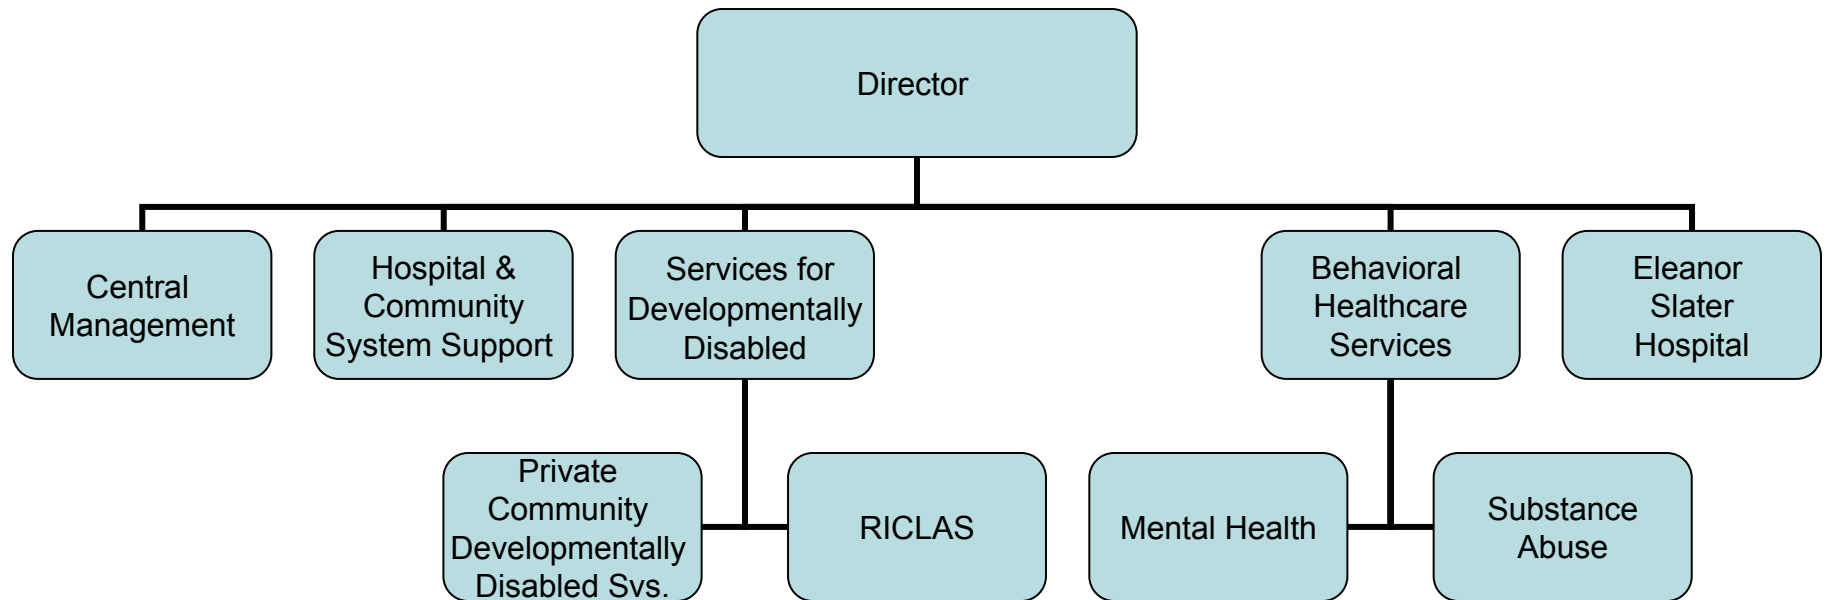 Director
Central
Management
Hospital &
Community
System Support
Services for
Developmentally
Disabled
Behavioral
Healthcare
Services
Eleanor
Slater
Hospital
Private
Community
Developmentally
Disabled Svs.
RICLAS
Mental Health
Substance
Abuse